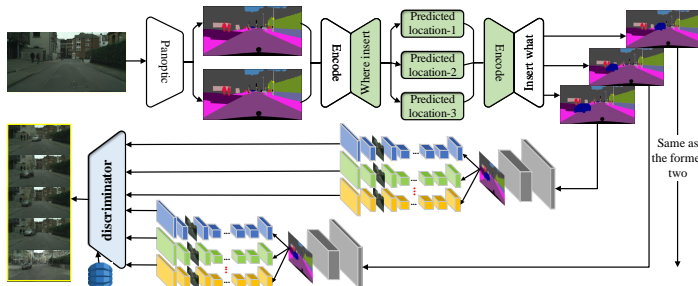 Panoptic
Encode
Where insert
Predicted
location-1
Predicted
location-2
Predicted
location-3
Encode
Insert what
Same as
the former
two
discriminator